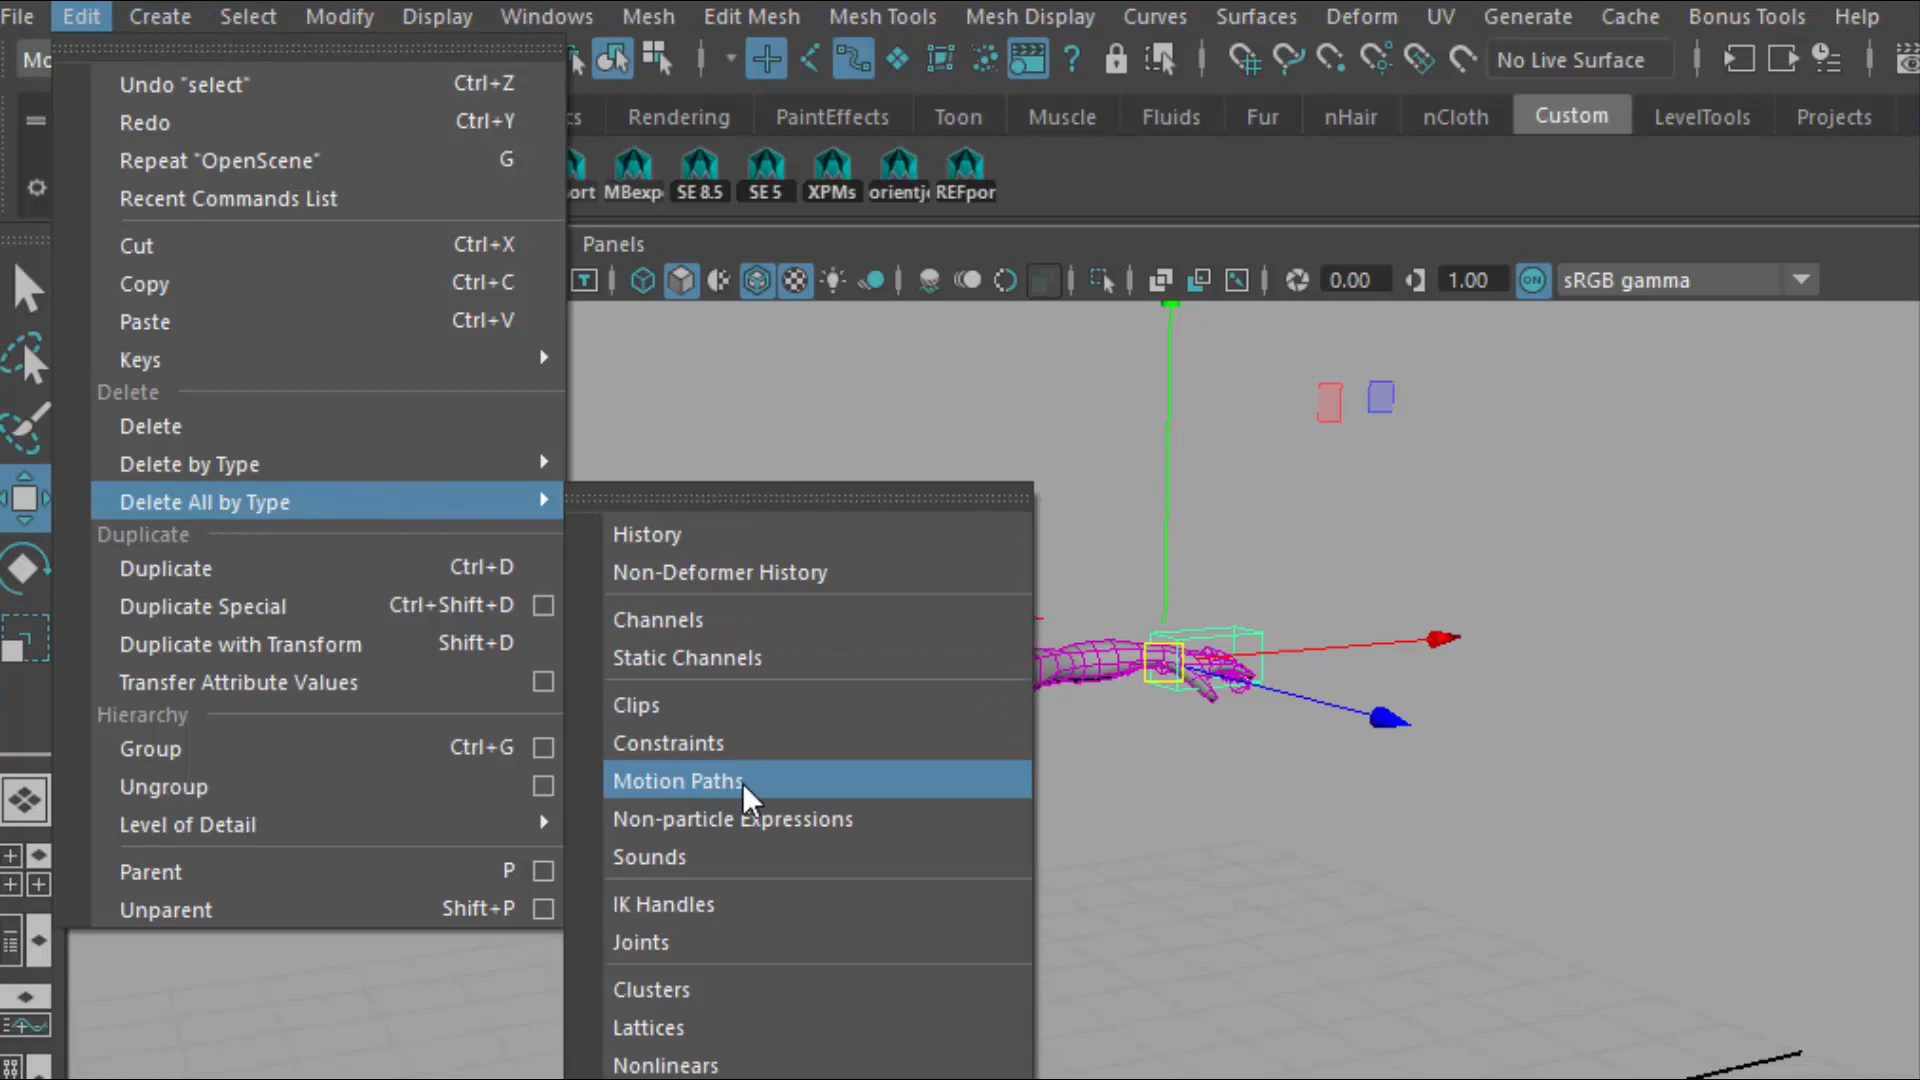 File Edit Create Select Modify Display Windows Mesh Edit Mesh Mesh Tools Mesh Display Curves Surfaces Deform UV Generate Cache Bonus Tools Help
No Live Surface
Rendering PaintEffects Toon Muscle Fluids Fur nHair nCloth Custom LevelTools Projects
ort MBexp SE 8.5 SE 5 XPMs orientj REFpor
Panels
0.00 1.00 ON sRGB gamma
Undo "select" Ctrl+Z
Redo Ctrl+Y
Repeat "OpenScene" G
Recent Commands List
Cut Ctrl+X
Copy Ctrl+C
Paste Ctrl+V
Keys
Delete
Delete
Delete by Type
Delete All by Type
Duplicate
Duplicate Ctrl+D
Duplicate Special Ctrl+Shift+D
Duplicate with Transform Shift+D
Transfer Attribute Values
Hierarchy
Group Ctrl+G
Ungroup
Level of Detail
Parent P
Unparent Shift+P
History
Non-Deformer History
Channels
Static Channels
Clips
Constraints
Motion Paths
Non-particle Expressions
Sounds
IK Handles
Joints
Clusters
Lattices
Nonlinears